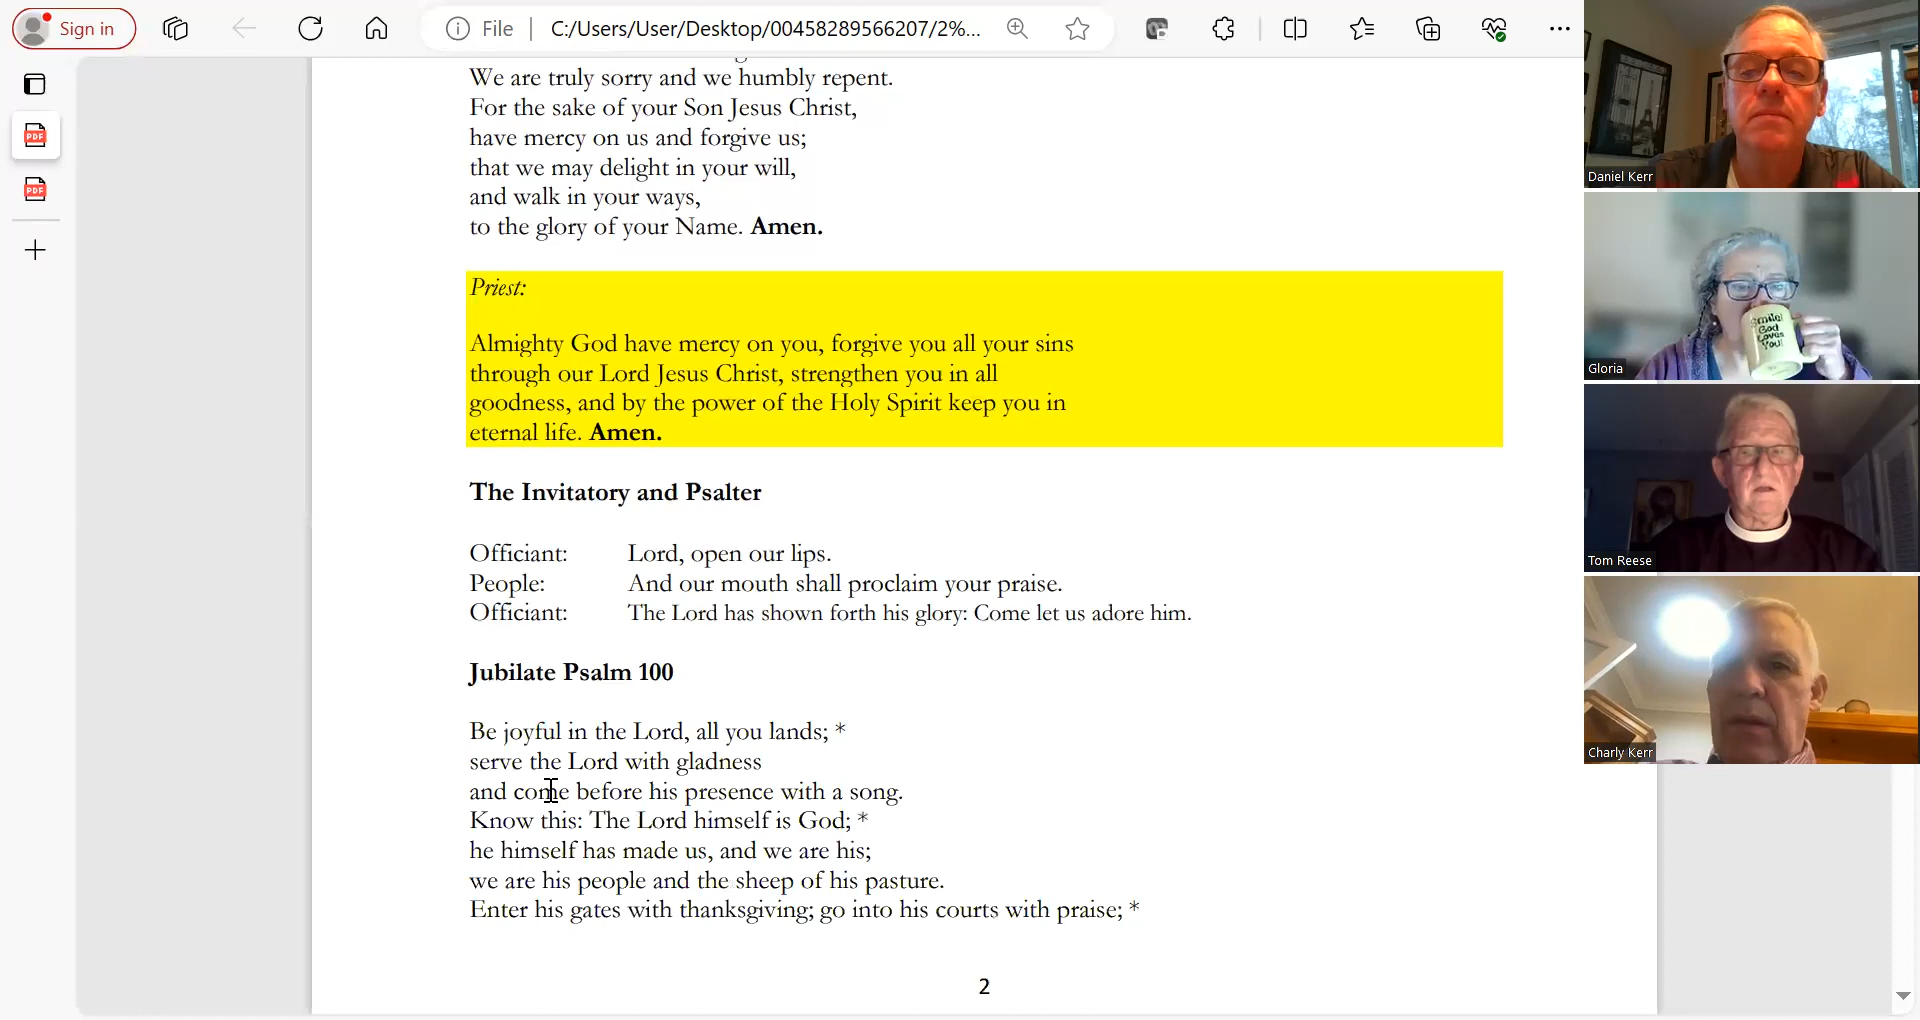 Sign in
File
C:/Users/User/Desktop/00458289566207/2%...
We are truly sorry and we humbly repent.
For the sake of your Son Jesus Christ,
have mercy on us and forgive us;
that we may delight in your will,
and walk in your ways,
to the glory of your Name. Amen.
Priest:
Almighty God have mercy on you, forgive you all your sins
through our Lord Jesus Christ, strengthen you in all
goodness, and by the power of the Holy Spirit keep you in
eternal life. Amen.
The Invitatory and Psalter
Officiant: Lord, open our lips.
People: And our mouth shall proclaim your praise.
Officiant: The Lord has shown forth his glory: Come let us adore him.
Jubilate Psalm 100
Be joyful in the Lord, all you lands; *
serve the Lord with gladness
and come before his presence with a song.
Know this: The Lord himself is God; *
he himself has made us, and we are his;
we are his people and the sheep of his pasture.
Enter his gates with thanksgiving; go into his courts with praise; *
2
PDF
PDF
Daniel Kerr
Smile!
God
Loves
You!
Gloria
Tom Reese
Charly Kerr